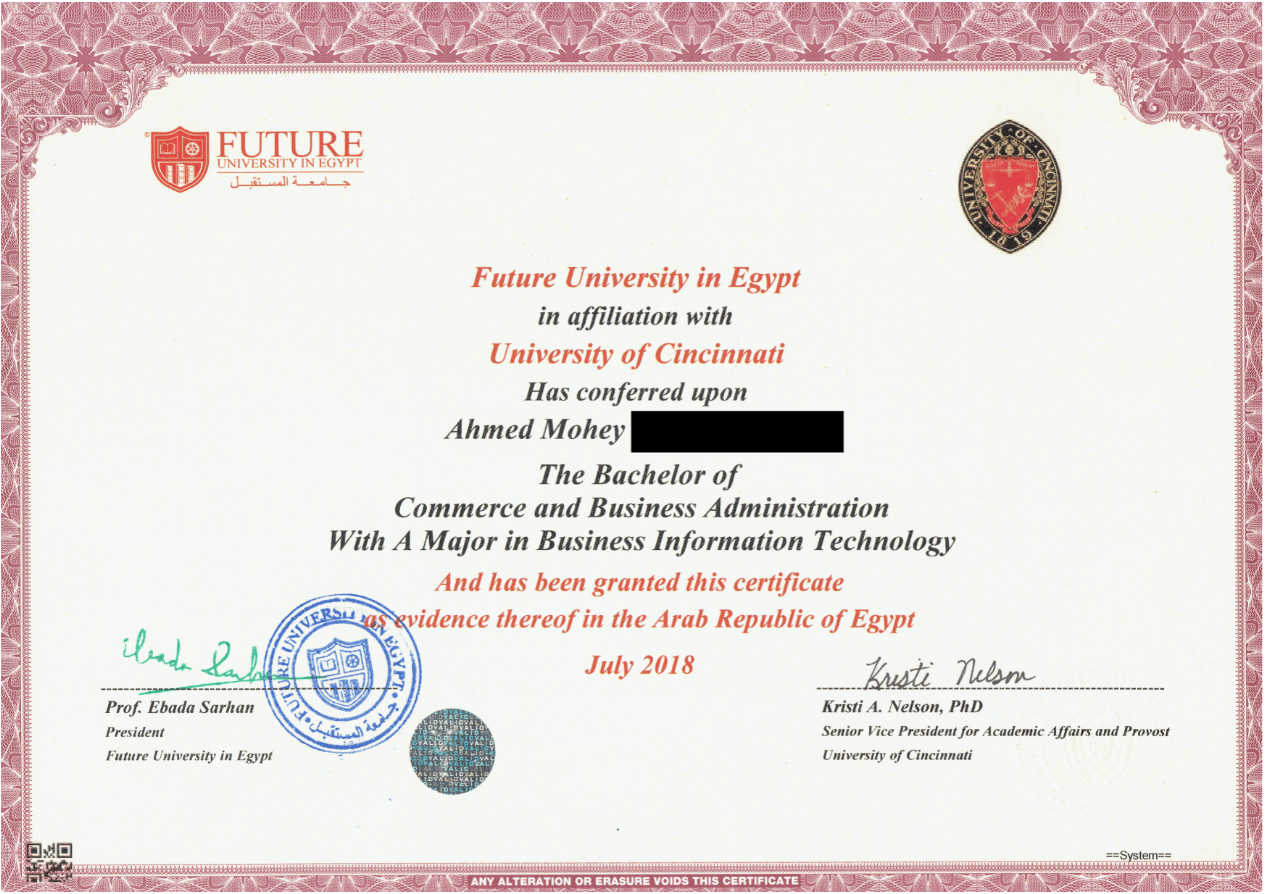 FUTURE
UNIVERSITY IN EGYPT
جامعة المستقبل
UNIVERSITY OF CINCINNATI
1819
Future University in Egypt
in affiliation with
University of Cincinnati
Has conferred upon
Ahmed Mohey
The Bachelor of
Commerce and Business Administration
With A Major in Business Information Technology
And has been granted this certificate
as evidence thereof in the Arab Republic of Egypt
July 2018
Ebada Sarhan
Prof. Ebada Sarhan
President
Future University in Egypt
FUTURE UNIVERSITY IN EGYPT
جامعة المستقبل
VALID
Kristi Nelson
Kristi A. Nelson, PhD
Senior Vice President for Academic Affairs and Provost
University of Cincinnati
==System==
ANY ALTERATION OR ERASURE VOIDS THIS CERTIFICATE